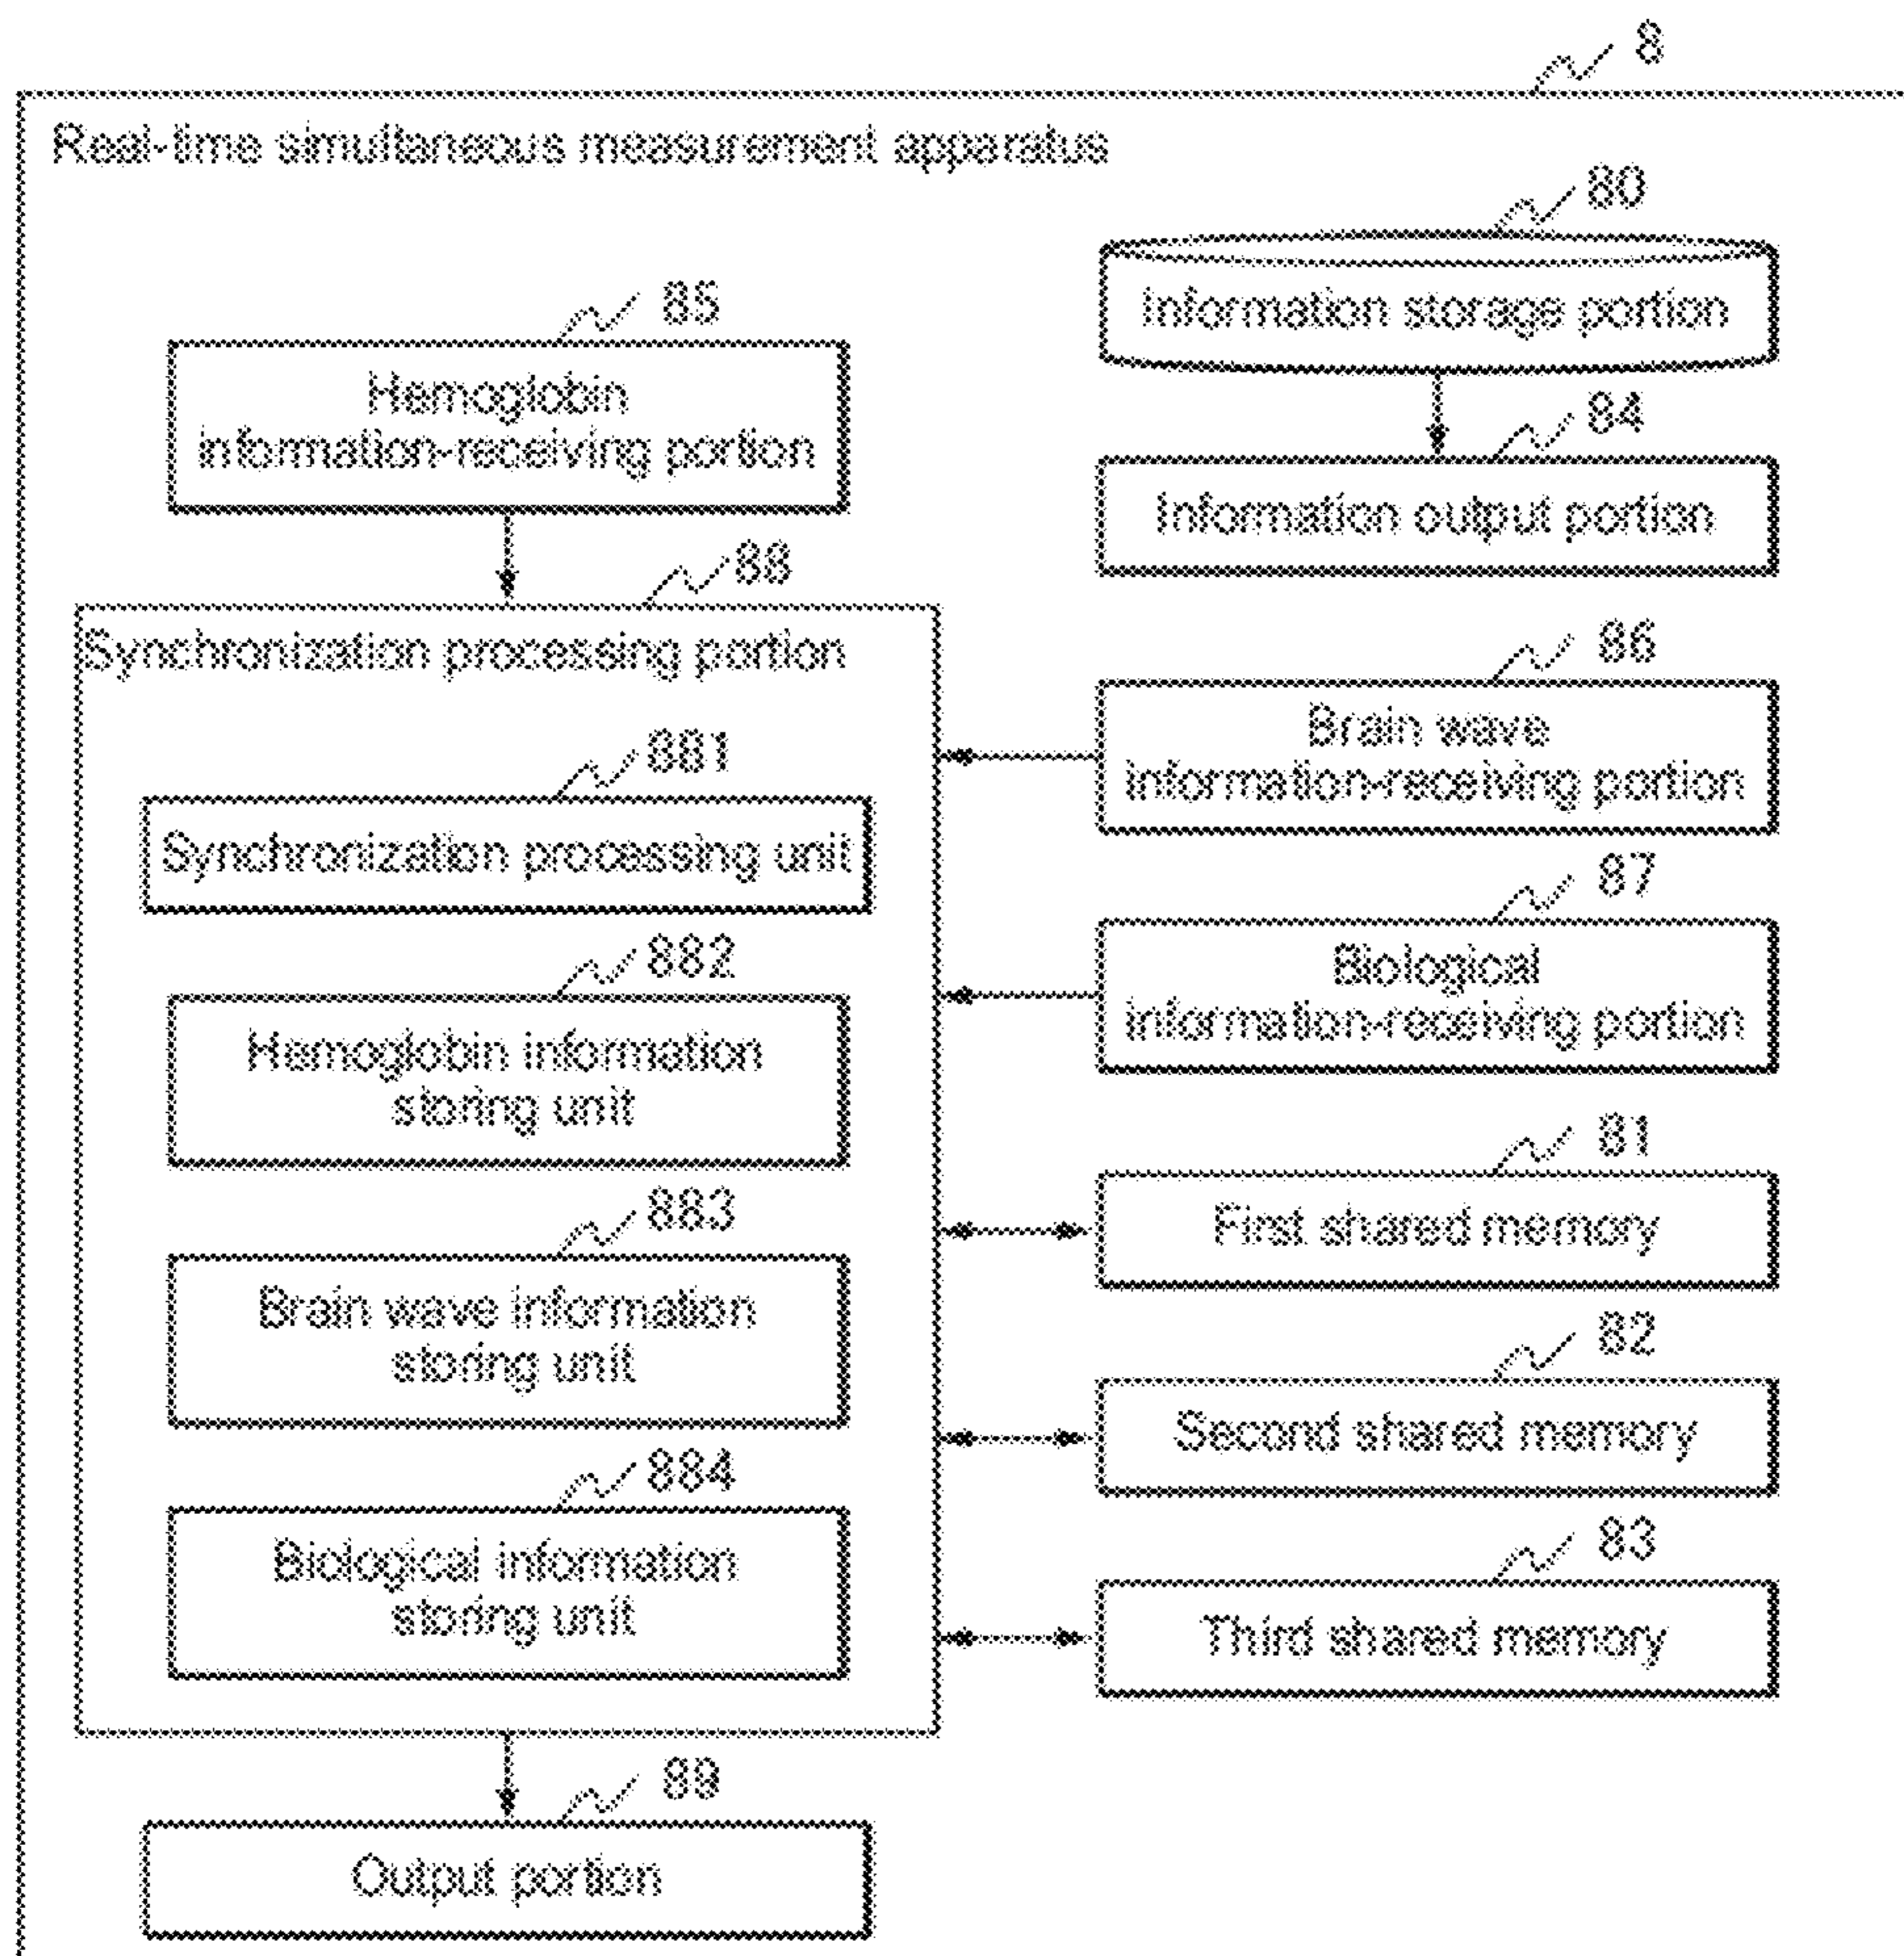 8
Real-time simultaneous measurement apparatus
80
Information storage portion
85
Hemoglobin
information-receiving portion
84
Information output portion
88
Synchronization processing portion
86
Brain wave
information-receiving portion
881
Synchronization processing unit
87
Biological
information-receiving portion
882
Hemoglobin information
storing unit
81
First shared memory
883
Brain wave information
storing unit
82
Second shared memory
884
Biological information
storing unit
83
Third shared memory
89
Output portion